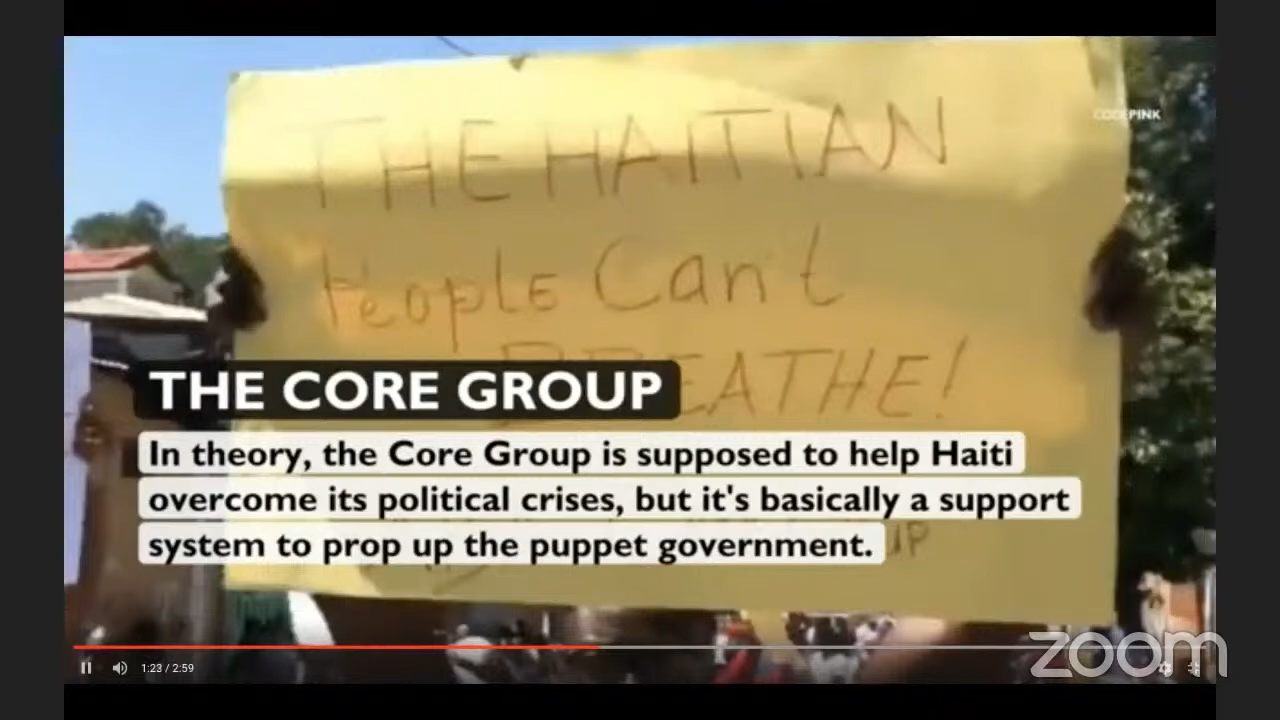 THE HAITIAN
People Can't
BREATHE!
CODEPINK
THE CORE GROUP
In theory, the Core Group is supposed to help Haiti
overcome its political crises, but it's basically a support
system to prop up the puppet government.
UP
1:23 / 2:59
zoom